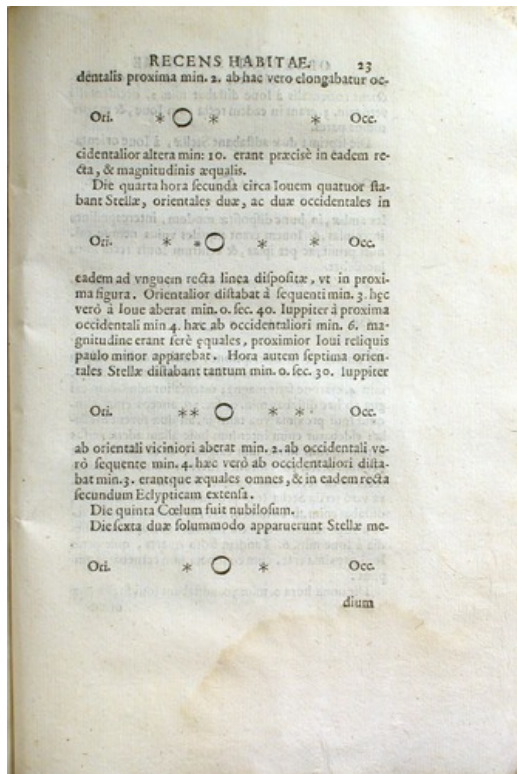 RECENS HABITAE. 23
dentalis proxima min. 2. ab hac vero elongabatur oc-
Ori. * O * * Occ.
cidentalior altera min: 10. erant præcisè in eadem re-
cta, & magnitudinis æqualis.
Die quarta hora secunda circa Iouem quatuor sta-
bant Stellæ, orientales duæ, ac duæ occidentales in
Ori. * * O * * Occ.
eadem ad vnguem recta linea dispositæ, vt in proxi-
ma figura. Orientalior distabat à sequenti min. 3. hęc
verò à Ioue aberat min. 0. sec. 40. Iuppiter à proxima
occidentali min 4. hæc ab occidentaliori min. 6. ma-
gnitudine erant ferè ęquales, proximior Ioui reliquis
paulo minor apparebat. Hora autem septima orien-
tales Stellæ distabant tantum min. 0. sec. 30. Iuppiter
Ori. ** O * * Occ.
ab orientali viciniori aberat min. 2. ab occidentali ve-
rò sequente min. 4. hæc verò ab occidentaliori dista-
bat min. 3. erantque æquales omnes, & in eadem recta
secundum Eclypticam extensa.
Die quinta Cœlum fuit nubilosum.
Die sexta duæ solummodo apparuerunt Stellæ me-
Ori. * O * Occ.
dium